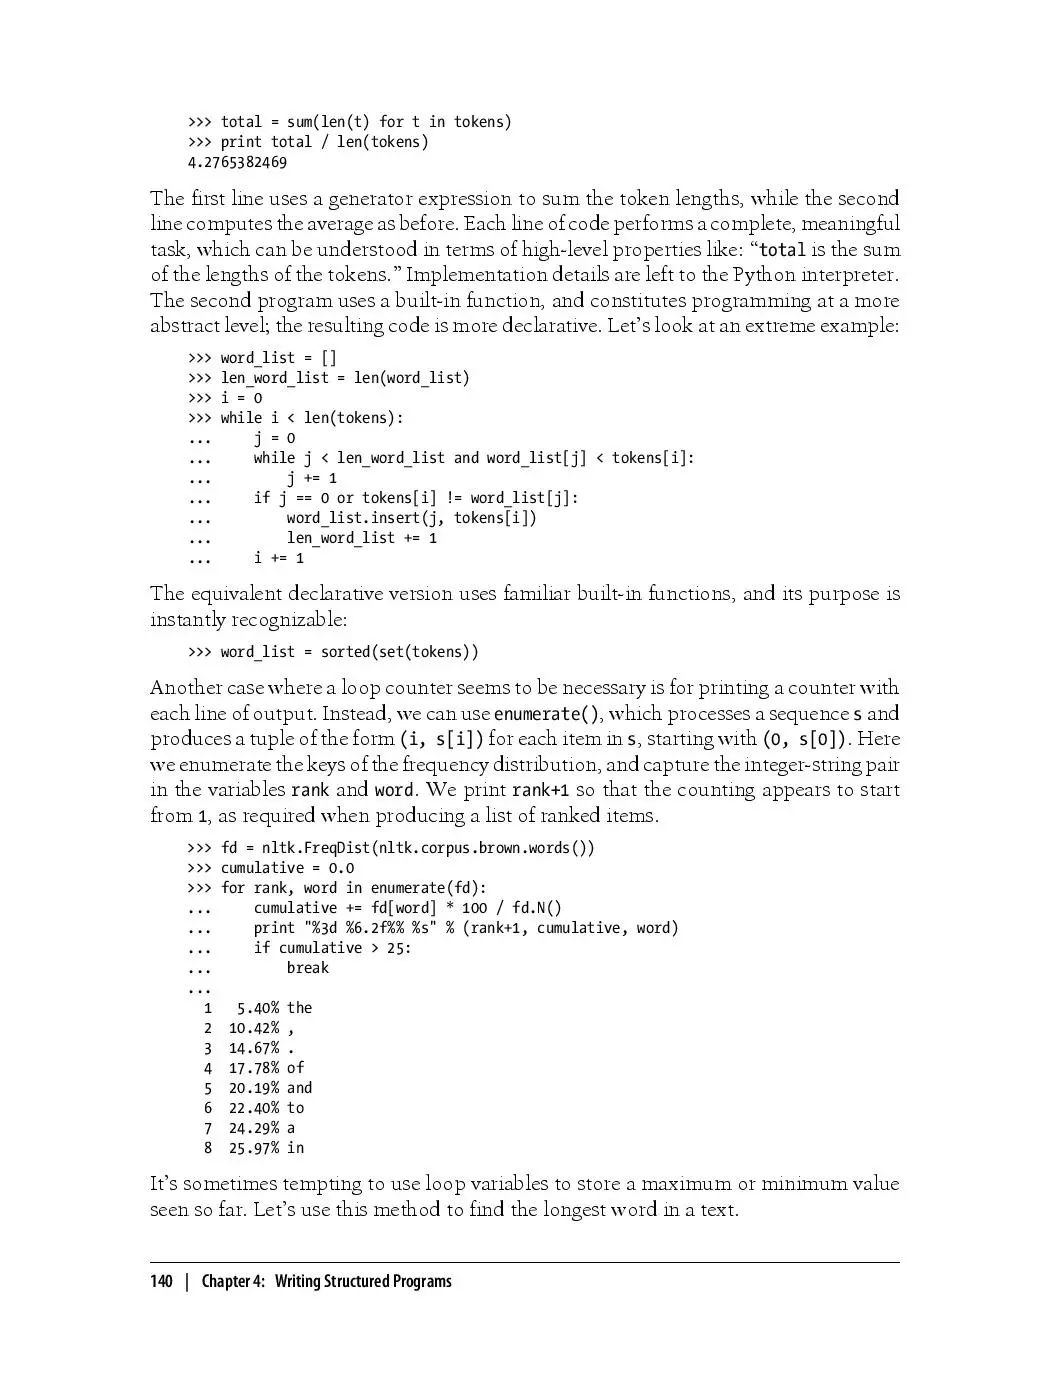 >>> total = sum(len(t) for t in tokens)
>>> print total / len(tokens)
4.2765382469
The first line uses a generator expression to sum the token lengths, while the second
line computes the average as before. Each line of code performs a complete, meaningful
task, which can be understood in terms of high-level properties like: “total is the sum
of the lengths of the tokens.” Implementation details are left to the Python interpreter.
The second program uses a built-in function, and constitutes programming at a more
abstract level; the resulting code is more declarative. Let’s look at an extreme example:
>>> word_list = []
>>> len_word_list = len(word_list)
>>> i = 0
>>> while i < len(tokens):
...     j = 0
...     while j < len_word_list and word_list[j] < tokens[i]:
...         j += 1
...     if j == 0 or tokens[i] != word_list[j]:
...         word_list.insert(j, tokens[i])
...         len_word_list += 1
...     i += 1
The equivalent declarative version uses familiar built-in functions, and its purpose is
instantly recognizable:
>>> word_list = sorted(set(tokens))
Another case where a loop counter seems to be necessary is for printing a counter with
each line of output. Instead, we can use enumerate(), which processes a sequence s and
produces a tuple of the form (i, s[i]) for each item in s, starting with (0, s[0]). Here
we enumerate the keys of the frequency distribution, and capture the integer-string pair
in the variables rank and word. We print rank+1 so that the counting appears to start
from 1, as required when producing a list of ranked items.
>>> fd = nltk.FreqDist(nltk.corpus.brown.words())
>>> cumulative = 0.0
>>> for rank, word in enumerate(fd):
...     cumulative += fd[word] * 100 / fd.N()
...     print "%3d %6.2f%% %s" % (rank+1, cumulative, word)
...     if cumulative > 25:
...         break
...
  1   5.40% the
  2  10.42% ,
  3  14.67% .
  4  17.78% of
  5  20.19% and
  6  22.40% to
  7  24.29% a
  8  25.97% in
It’s sometimes tempting to use loop variables to store a maximum or minimum value
seen so far. Let’s use this method to find the longest word in a text.
140 | Chapter 4: Writing Structured Programs